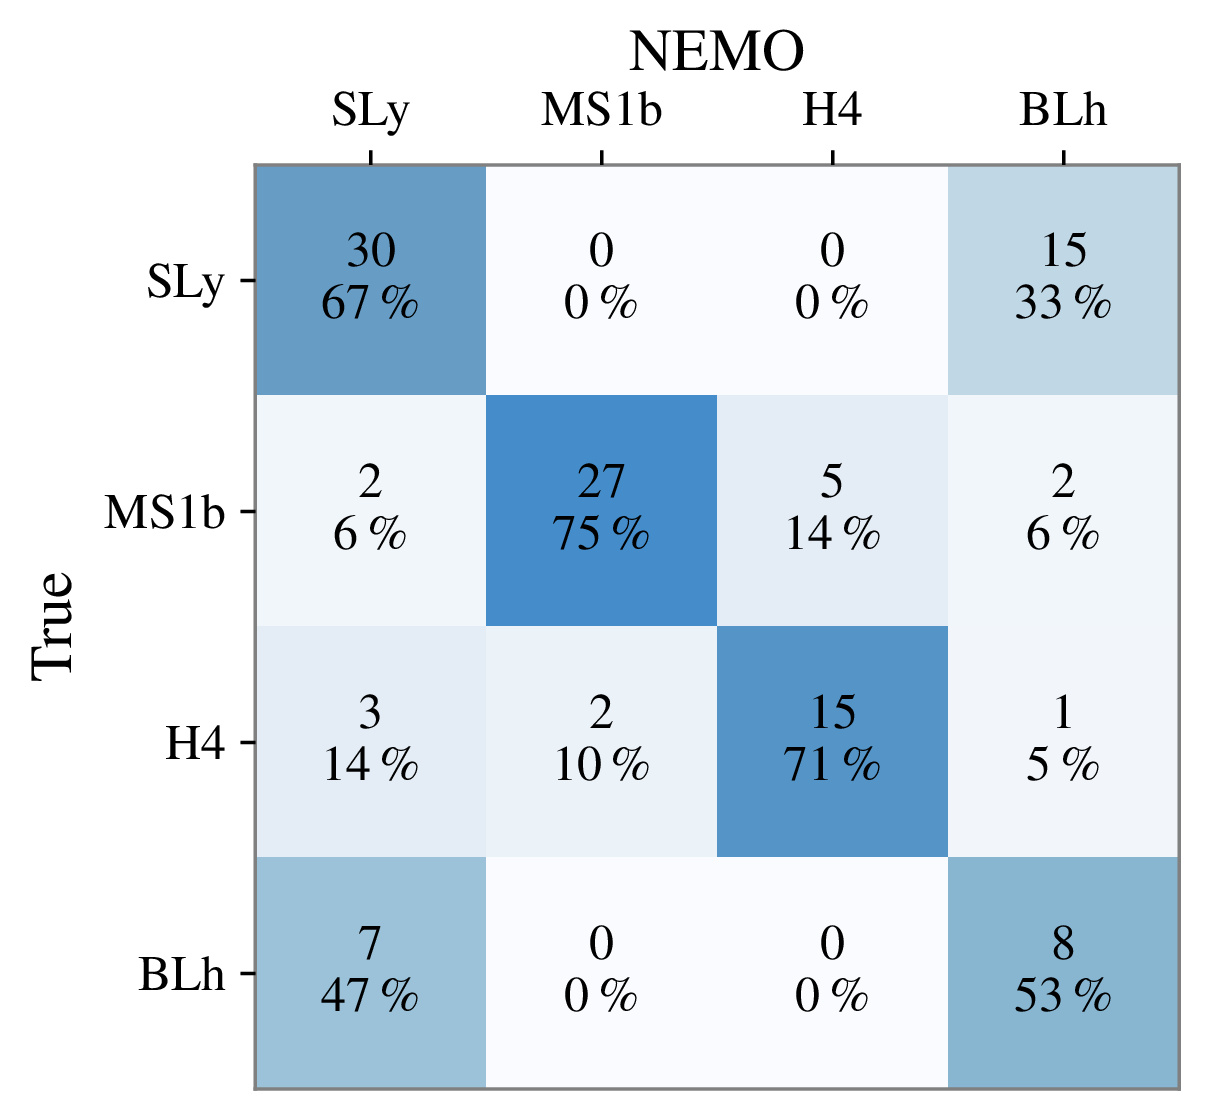 NEMO
SLy MS1b H4 BLh
SLy
30 0 0 15
67 % 0 % 0 % 33 %
MS1b
2 27 5 2
6 % 75 % 14 % 6 %
True
H4
3 2 15 1
14 % 10 % 71 % 5 %
BLh
7 0 0 8
47 % 0 % 0 % 53 %